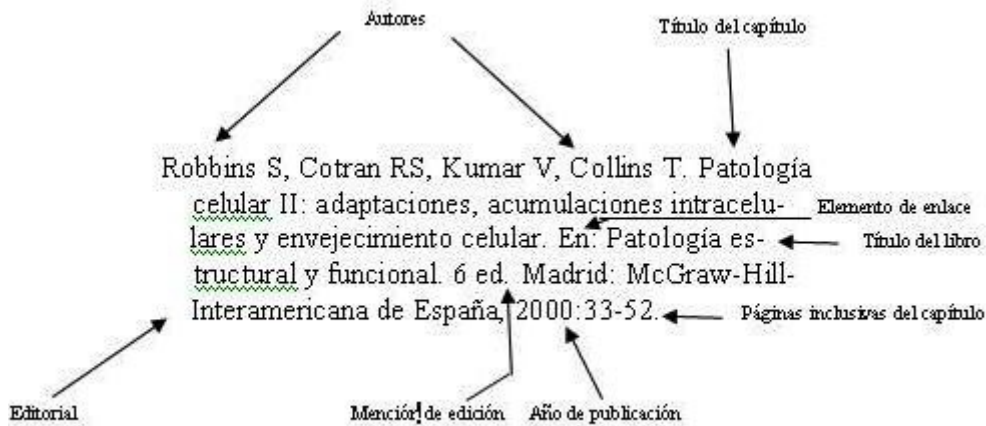 Autores
Título del capítulo
Robbins S, Cotran RS, Kumar V, Collins T. Patología
celular II: adaptaciones, acumulaciones intracelu-
Elemento de enlace
lares y envejecimiento celular. En: Patología es-
Título del libro
tructural y funcional. 6 ed. Madrid: McGraw-Hill-
Interamericana de España, 2000:33-52.
Páginas inclusivas del capítulo
Editorial
Mención de edición
Año de publicación